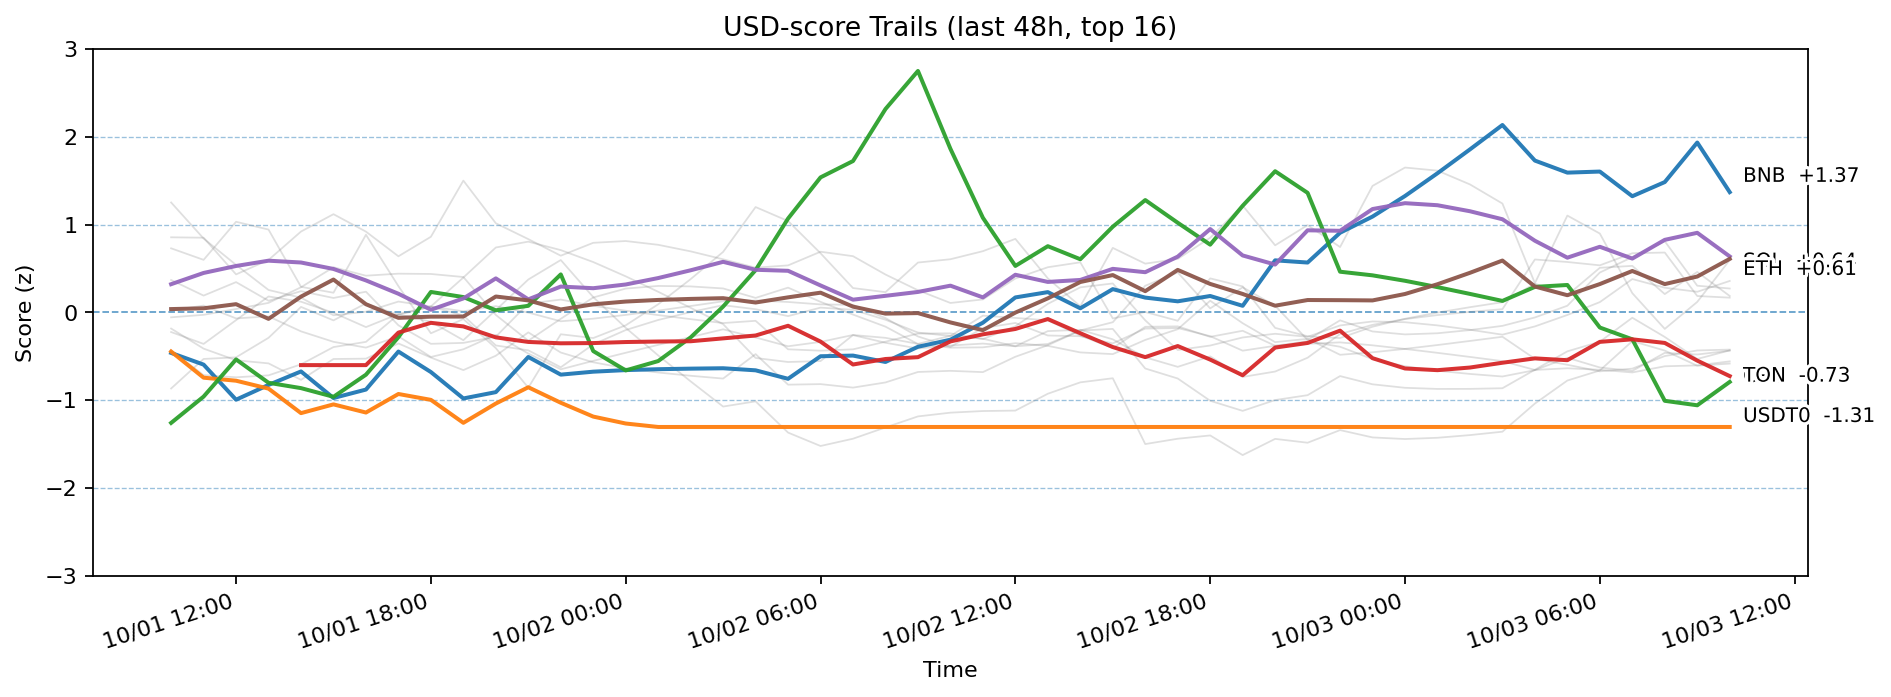 USD-score Trails (last 48h, top 16)
Score (z)
3
2
1
0
−1
−2
−3
BNB +1.37
ETH +0.61
TON -0.73
USDT0 -1.31
10/01 12:00
10/01 18:00
10/02 00:00
10/02 06:00
10/02 12:00
10/02 18:00
10/03 00:00
10/03 06:00
10/03 12:00
Time